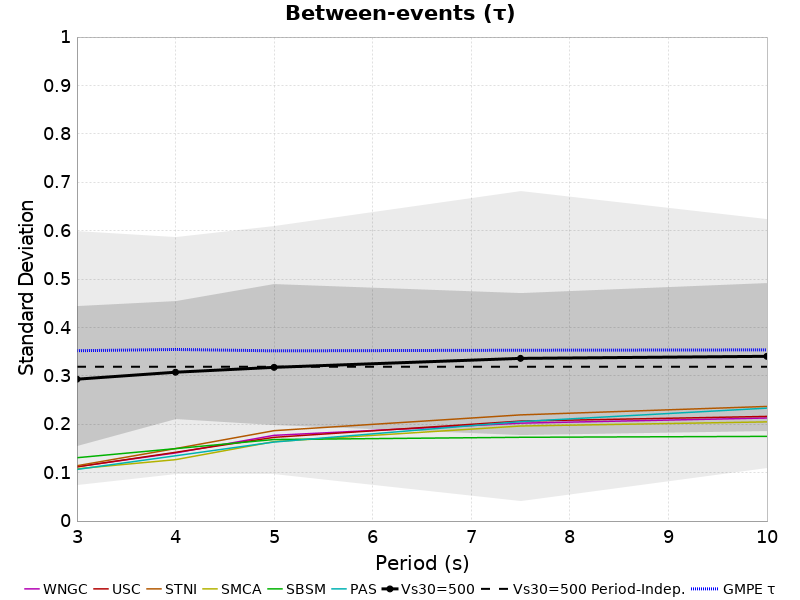 Between-events (τ)
Standard Deviation
1
0.9
0.8
0.7
0.6
0.5
0.4
0.3
0.2
0.1
0
3 4 5 6 7 8 9 10
Period (s)
WNGC USC STNI SMCA SBSM PAS Vs30=500 Vs30=500 Period-Indep. GMPE τ